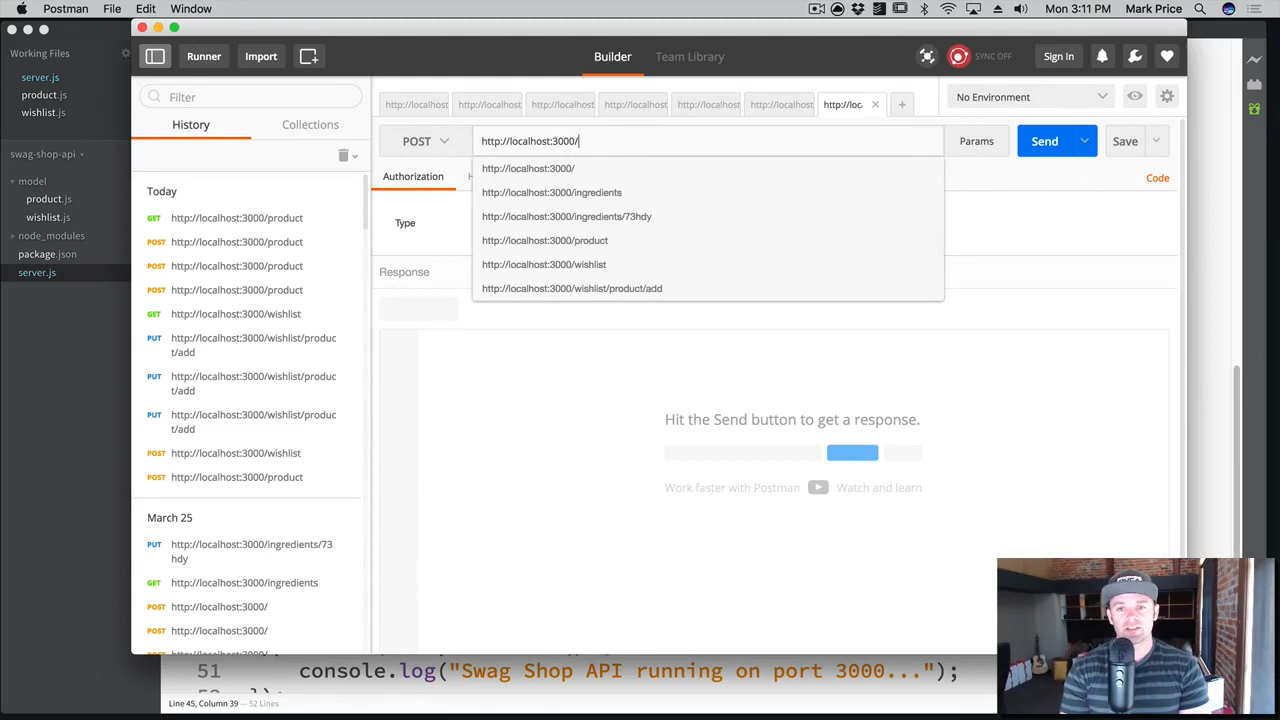 Postman File Edit Window
Mon 3:11 PM Mark Price
Working Files
server.js
product.js
wishlist.js
swag-shop-api
model
product.js
wishlist.js
node_modules
package.json
server.js
Runner Import Builder Team Library SYNC OFF Sign In
Filter
History Collections
Today
GET http://localhost:3000/product
POST http://localhost:3000/product
POST http://localhost:3000/product
POST http://localhost:3000/product
GET http://localhost:3000/wishlist
PUT http://localhost:3000/wishlist/produc
t/add
PUT http://localhost:3000/wishlist/produc
t/add
PUT http://localhost:3000/wishlist/produc
t/add
POST http://localhost:3000/wishlist
POST http://localhost:3000/product
March 25
PUT http://localhost:3000/ingredients/73
hdy
GET http://localhost:3000/ingredients
POST http://localhost:3000/
POST http://localhost:3000/
http://localhost http://localhost http://localhost http://localhost http://localhost http://localhost http://loc
No Environment
POST http://localhost:3000/ Params Send Save
http://localhost:3000/
http://localhost:3000/ingredients
http://localhost:3000/ingredients/73hdy
http://localhost:3000/product
http://localhost:3000/wishlist
http://localhost:3000/wishlist/product/add
Authorization
Code
Type
Response
Hit the Send button to get a response.
Work faster with Postman Watch and learn
51 console.log("Swag Shop API running on port 3000...");
Line 45, Column 39 — 52 Lines